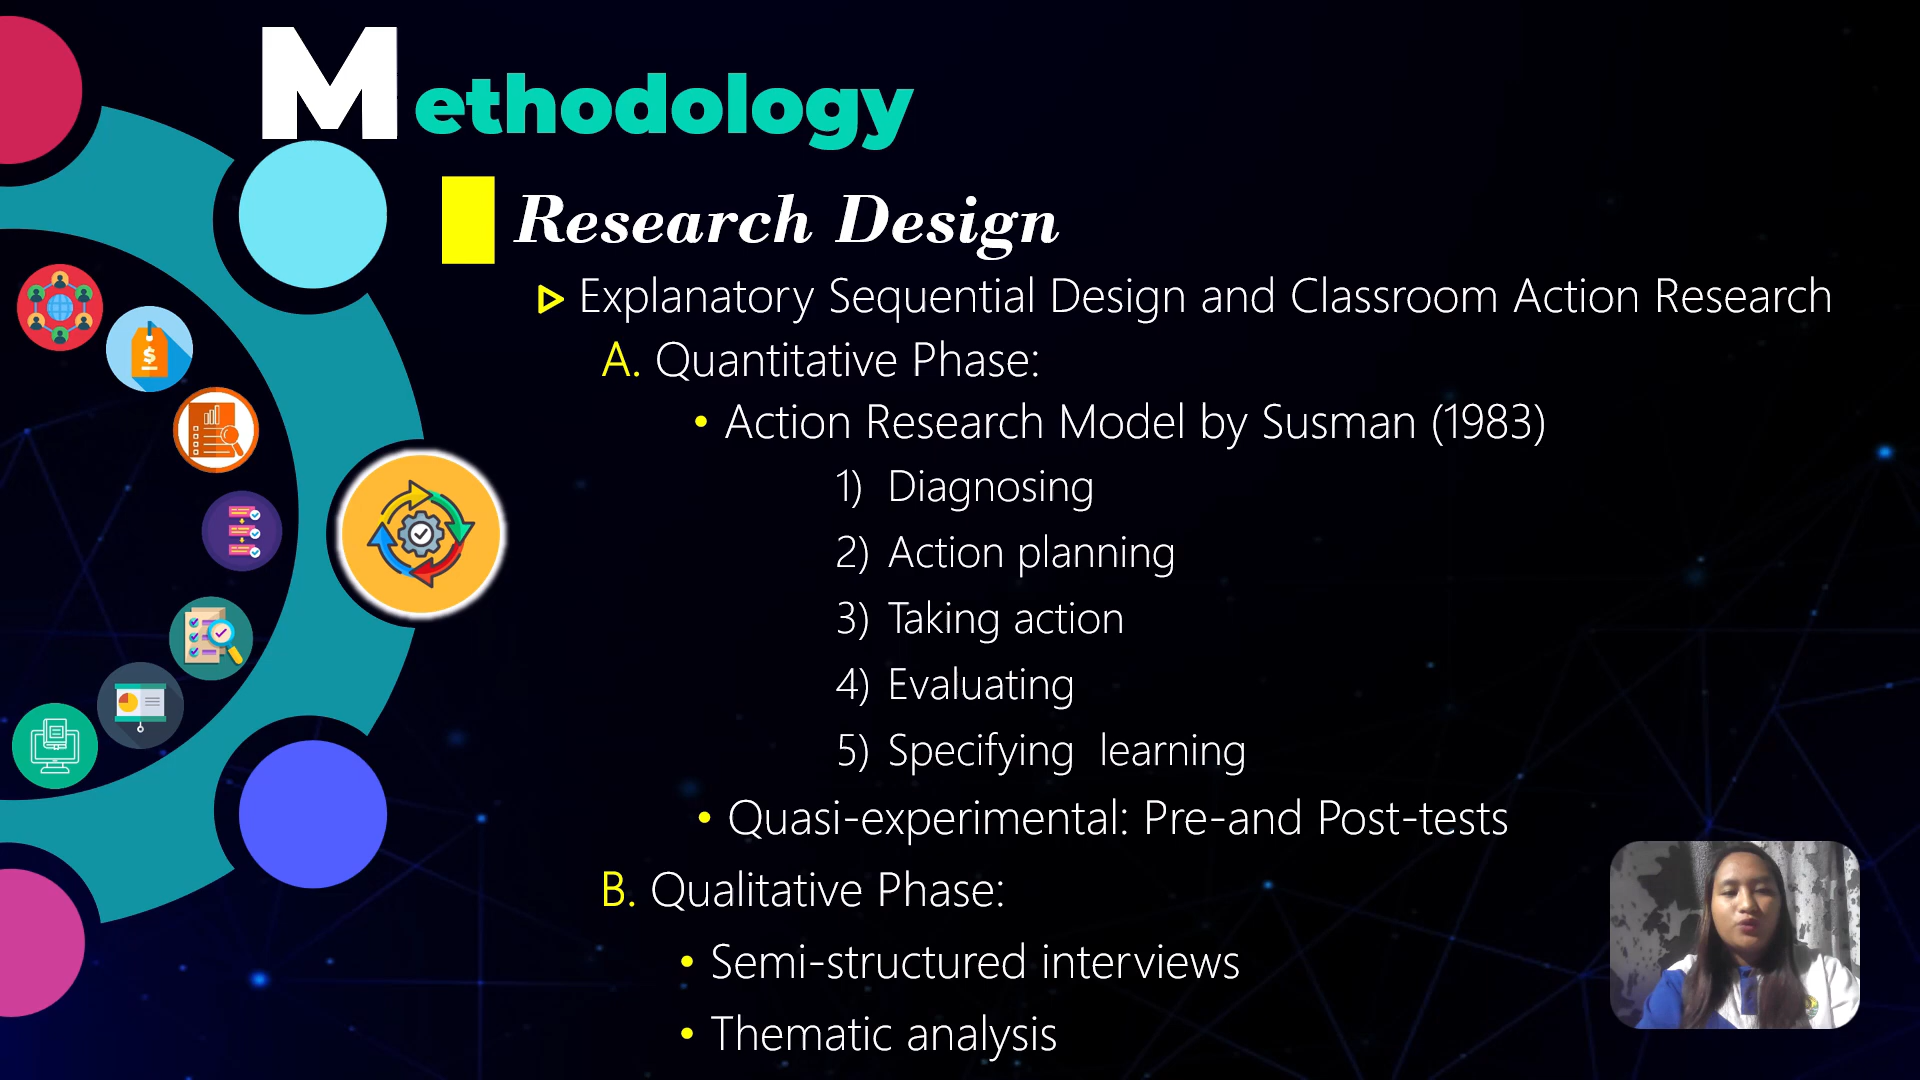 Methodology
Research Design
Explanatory Sequential Design and Classroom Action Research
A. Quantitative Phase:
• Action Research Model by Susman (1983)
1) Diagnosing
2) Action planning
3) Taking action
4) Evaluating
5) Specifying learning
• Quasi-experimental: Pre-and Post-tests
B. Qualitative Phase:
• Semi-structured interviews
• Thematic analysis